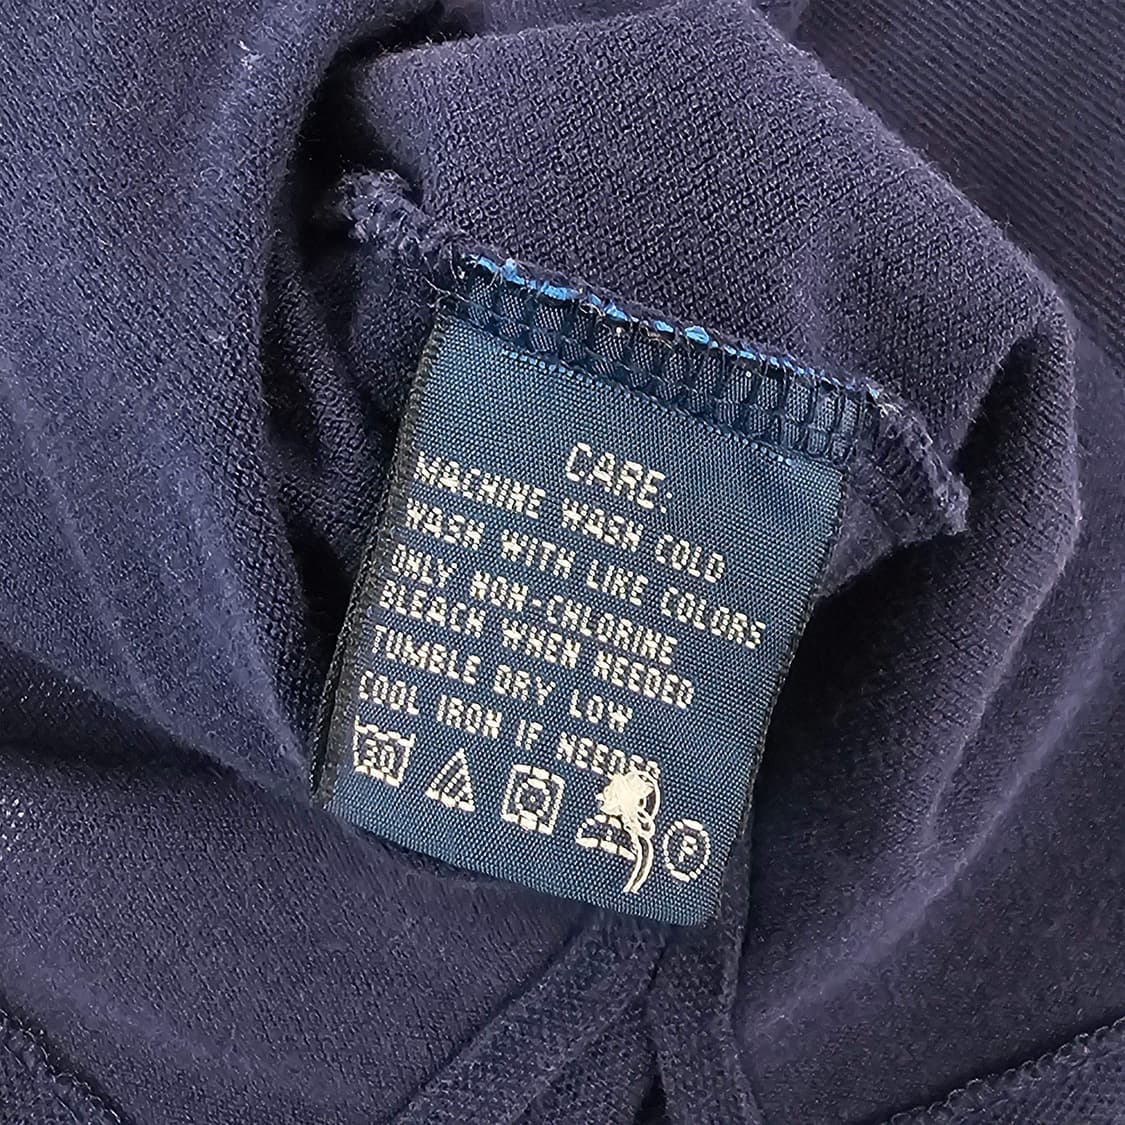 CARE:
MACHINE WASH COLD
WASH WITH LIKE COLORS
ONLY NON-CHLORINE
BLEACH WHEN NEEDED
TUMBLE DRY LOW
COOL IRON IF NEEDED
30
P